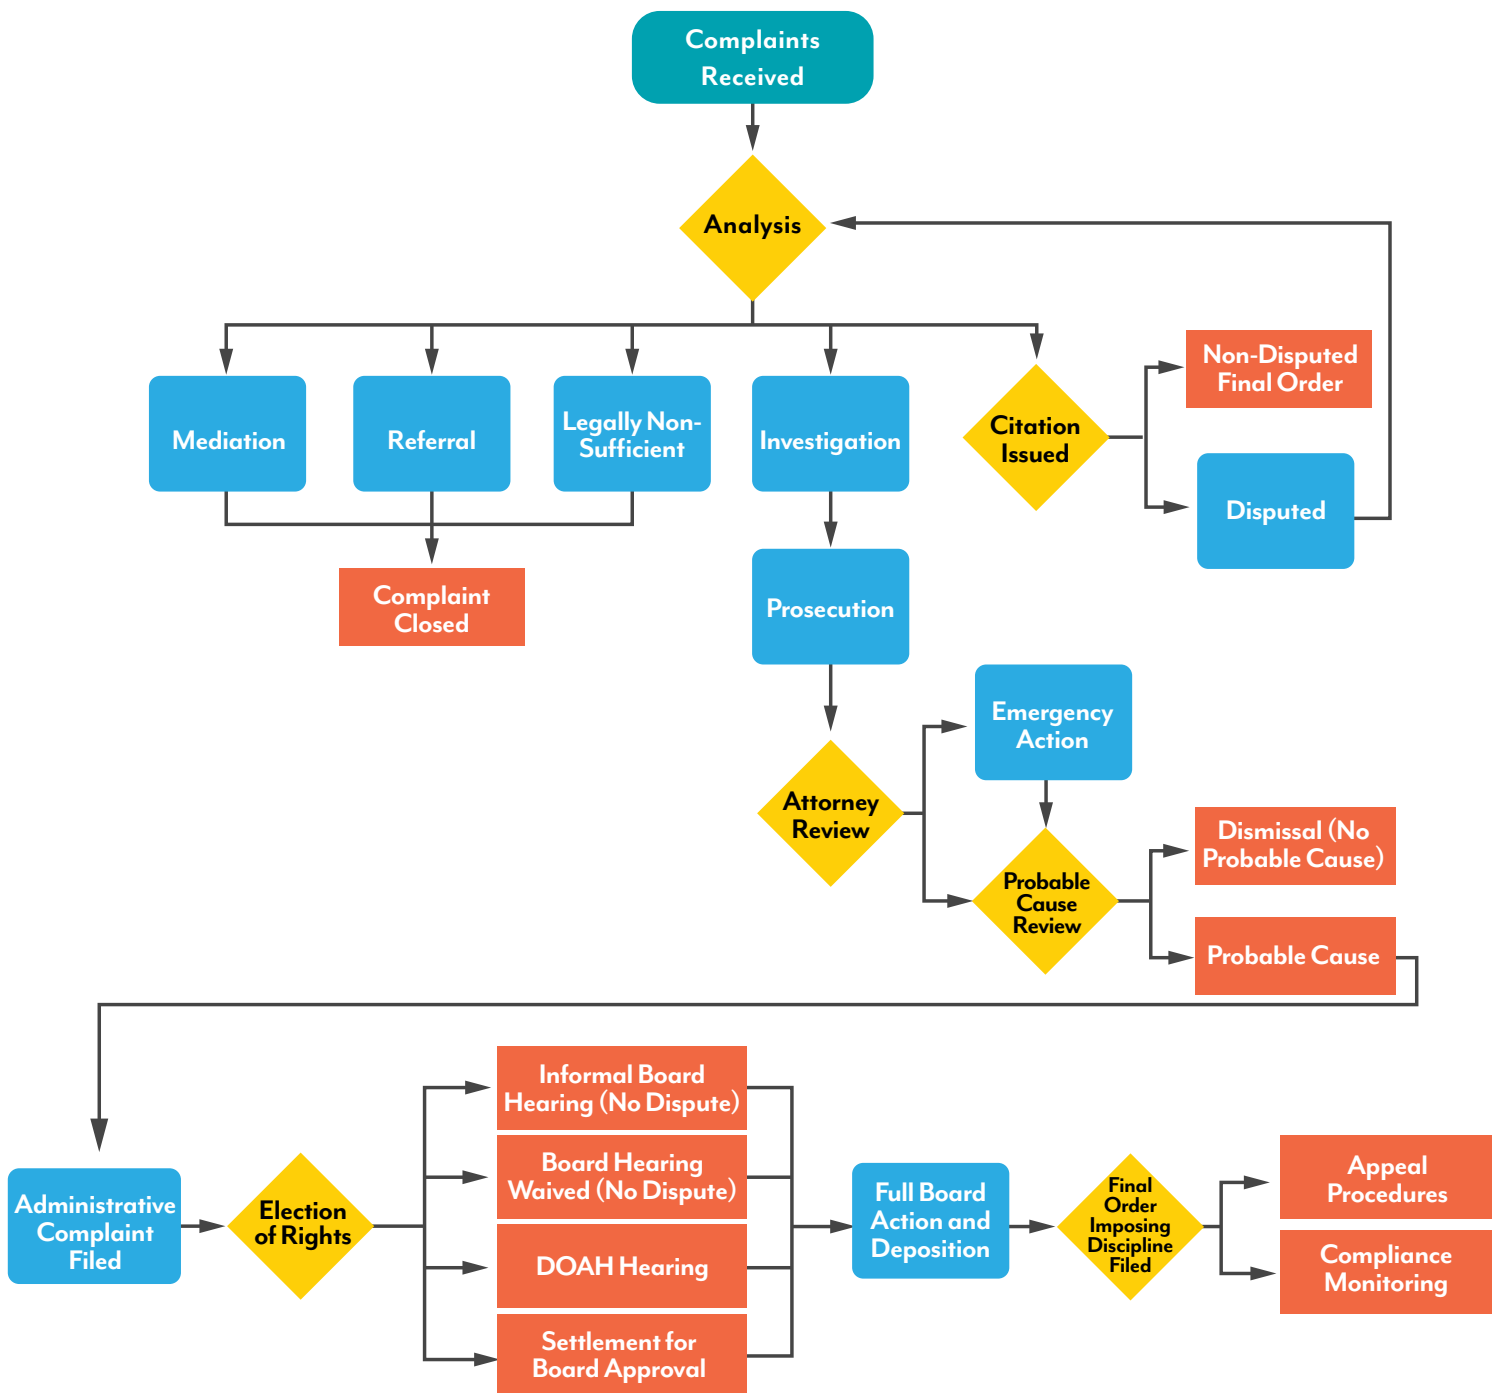 Complaints
Received
Analysis
Mediation
Referral
Legally Non-
Sufficient
Investigation
Citation
Issued
Non-Disputed
Final Order
Disputed
Complaint
Closed
Prosecution
Attorney
Review
Emergency
Action
Probable
Cause
Review
Dismissal (No
Probable Cause)
Probable Cause
Administrative
Complaint
Filed
Election
of Rights
Informal Board
Hearing (No Dispute)
Board Hearing
Waived (No Dispute)
DOAH Hearing
Settlement for
Board Approval
Full Board
Action and
Deposition
Final
Order
Imposing
Discipline
Filed
Appeal
Procedures
Compliance
Monitoring